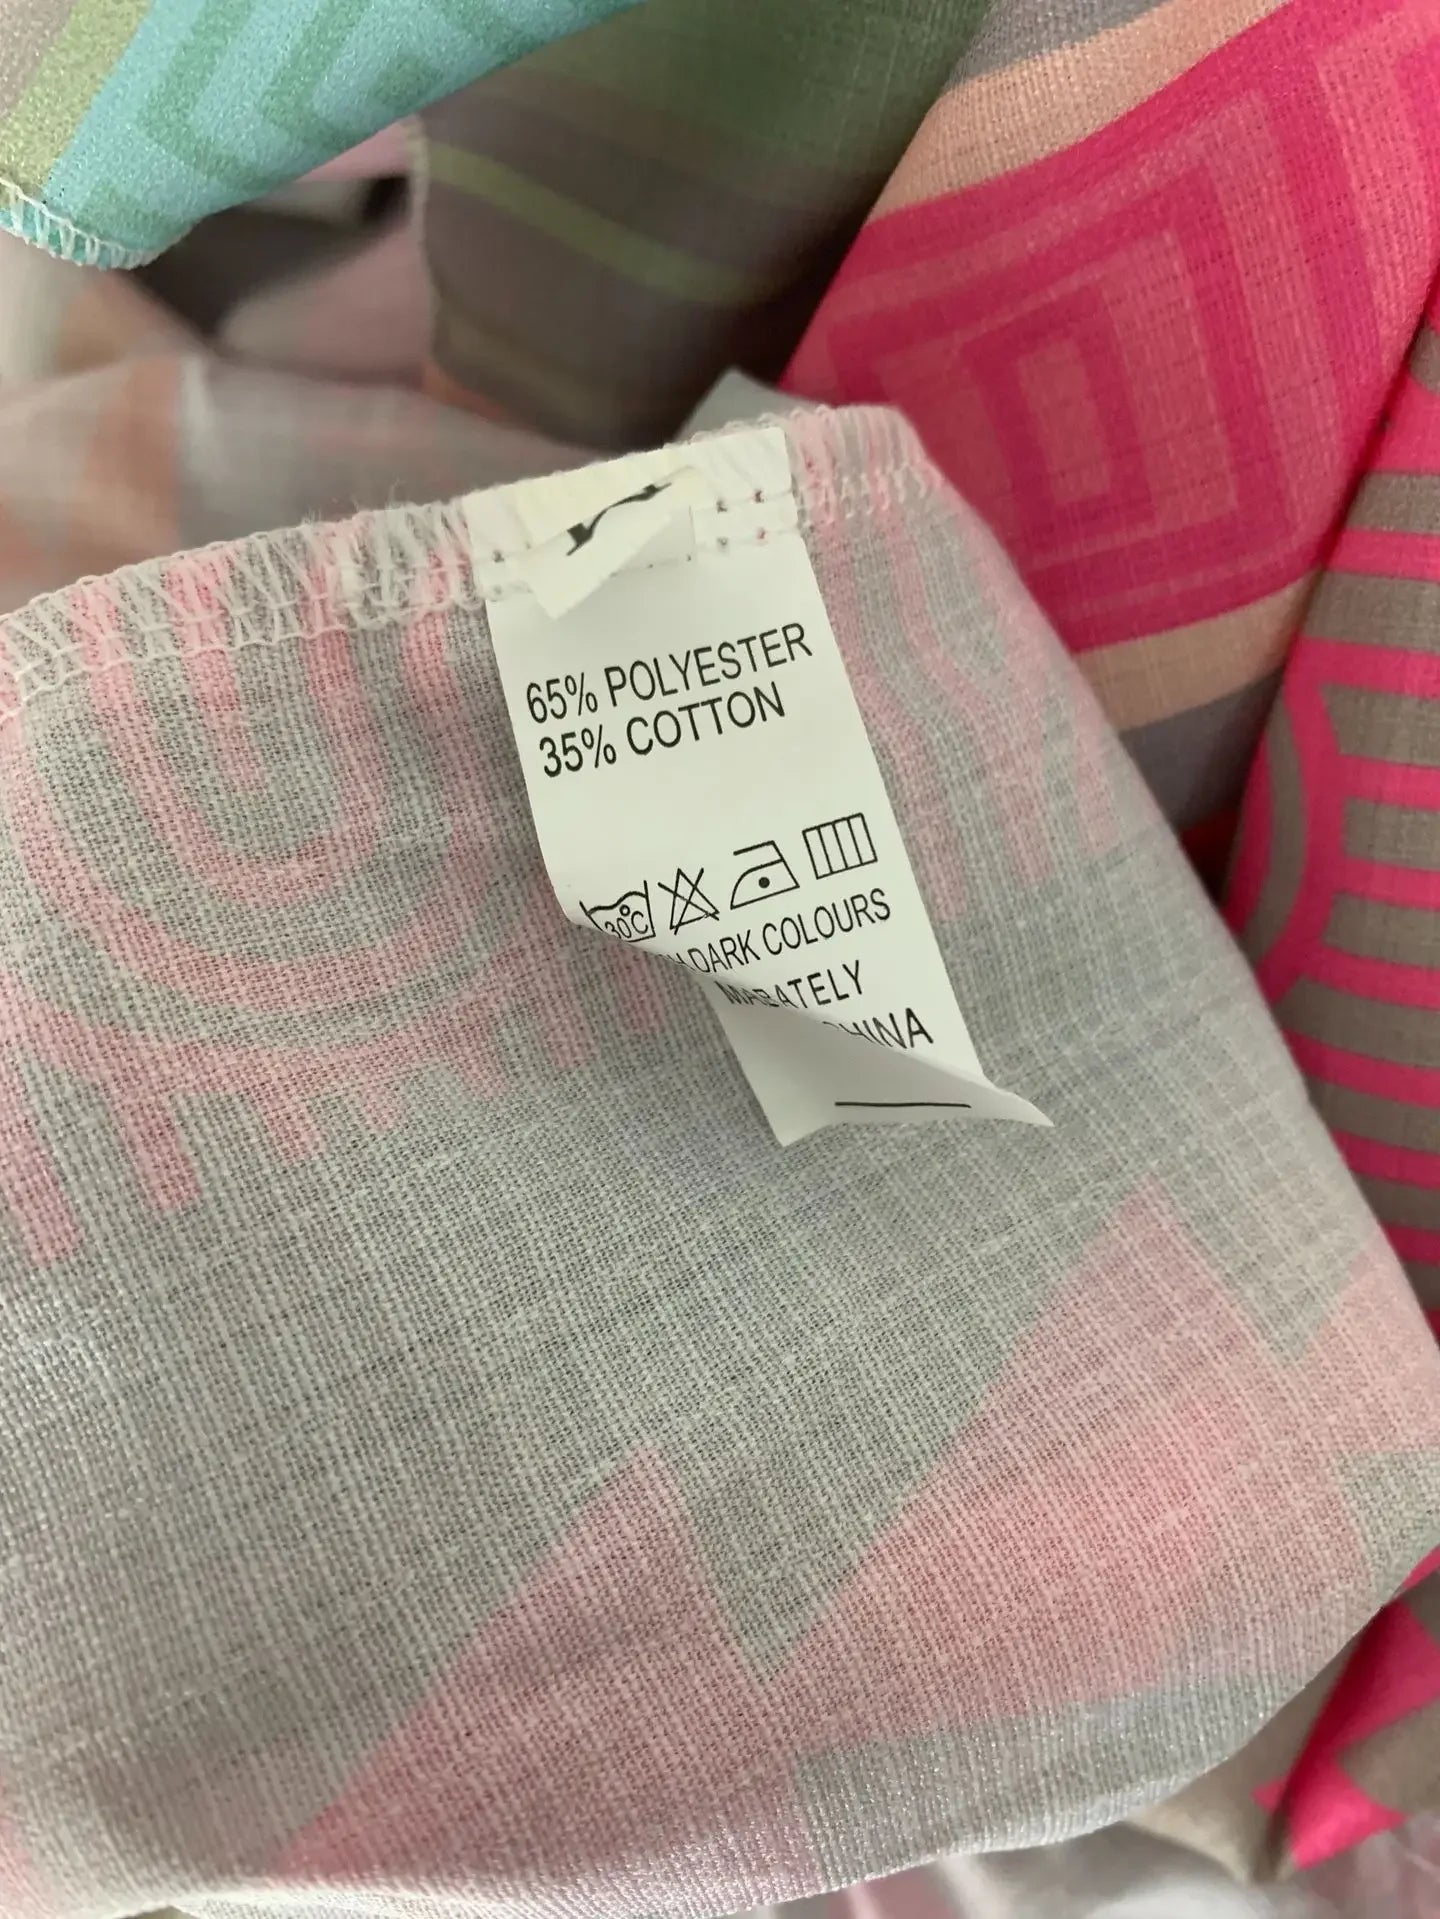 65% POLYESTER
35% COTTON
30°C
DARK COLOURS